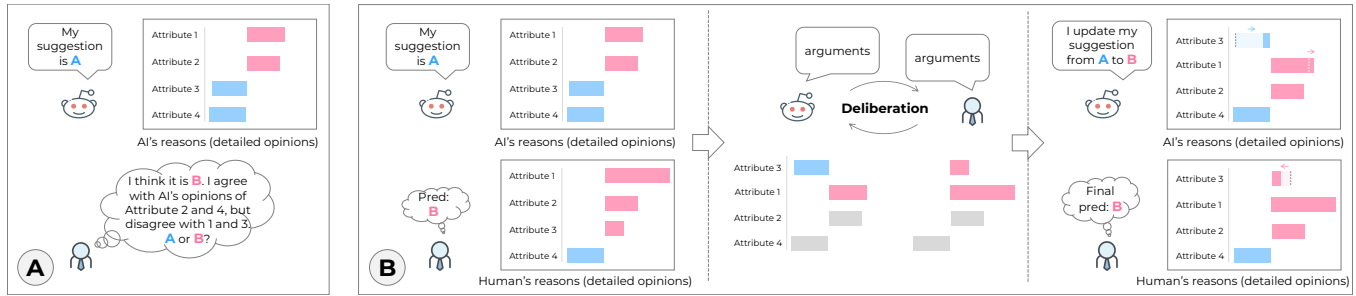 My
suggestion
is A
Attribute 1
Attribute 2
Attribute 3
Attribute 4
AI's reasons (detailed opinions)
I think it is B. I agree
with AI's opinions of
Attribute 2 and 4, but
disagree with 1 and 3.
A or B?
A
My
suggestion
is A
Attribute 1
Attribute 2
Attribute 3
Attribute 4
AI's reasons (detailed opinions)
Pred:
B
Attribute 1
Attribute 2
Attribute 3
Attribute 4
Human's reasons (detailed opinions)
B
arguments
arguments
Deliberation
Attribute 3
Attribute 1
Attribute 2
Attribute 4
I update my
suggestion
from A to B
Attribute 3
Attribute 1
Attribute 2
Attribute 4
AI's reasons (detailed opinions)
Final
pred: B
Attribute 3
Attribute 1
Attribute 2
Attribute 4
Human's reasons (detailed opinions)